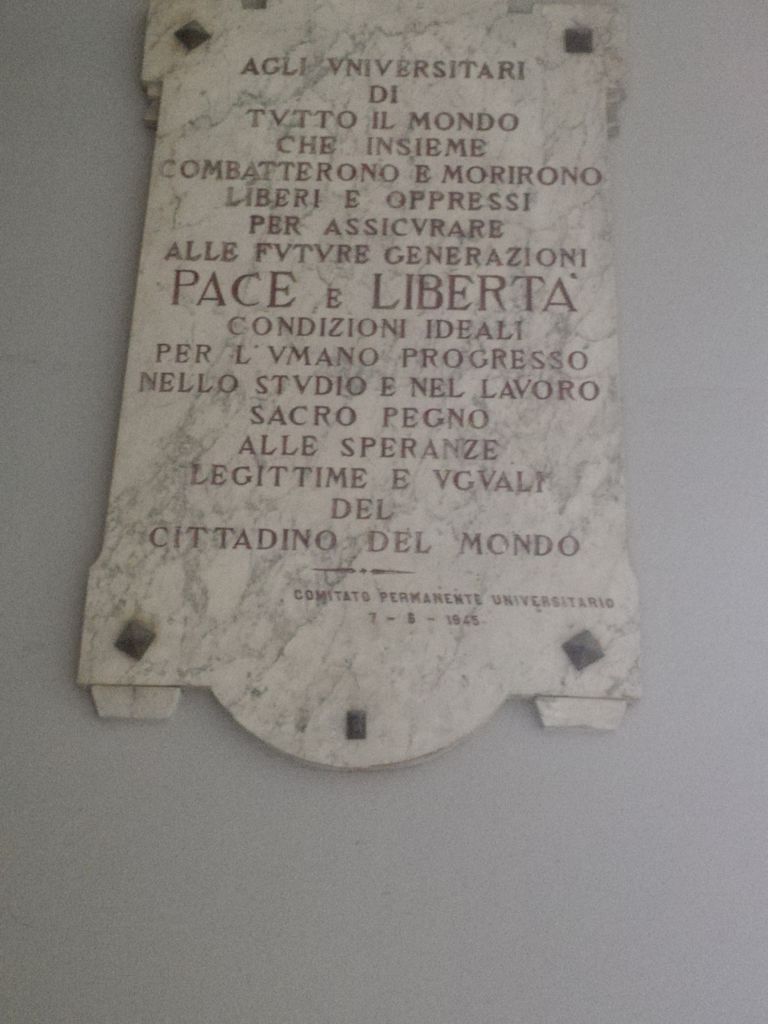 AGLI VNIVERSITARI
DI
TVTTO IL MONDO
CHE INSIEME
COMBATTERONO E MORIRONO
LIBERI E OPPRESSI
PER ASSICVRARE
ALLE FVTVRE GENERAZIONI
PACE E LIBERTA'
CONDIZIONI IDEALI
PER L'VMANO PROGRESSO
NELLO STVDIO E NEL LAVORO
SACRO PEGNO
ALLE SPERANZE
LEGITTIME E VGVALI
DEL
CITTADINO DEL MONDO
COMITATO PERMANENTE UNIVERSITARIO
7 - 6 - 1945